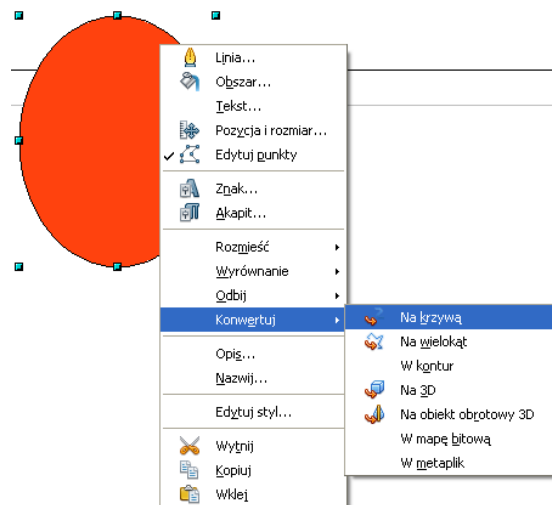 Linia...
Obszar...
Tekst...
Pozycja i rozmiar...
Edytuj punkty
Znak...
Akapit...
Rozmieść
Wyrównanie
Odbij
Konwertuj
Na krzywą
Na wielokąt
W kontur
Na 3D
Na obiekt obrotowy 3D
W mapę bitową
W metaplik
Opis...
Nazwij...
Edytuj styl...
Wytnij
Kopiuj
Wklej